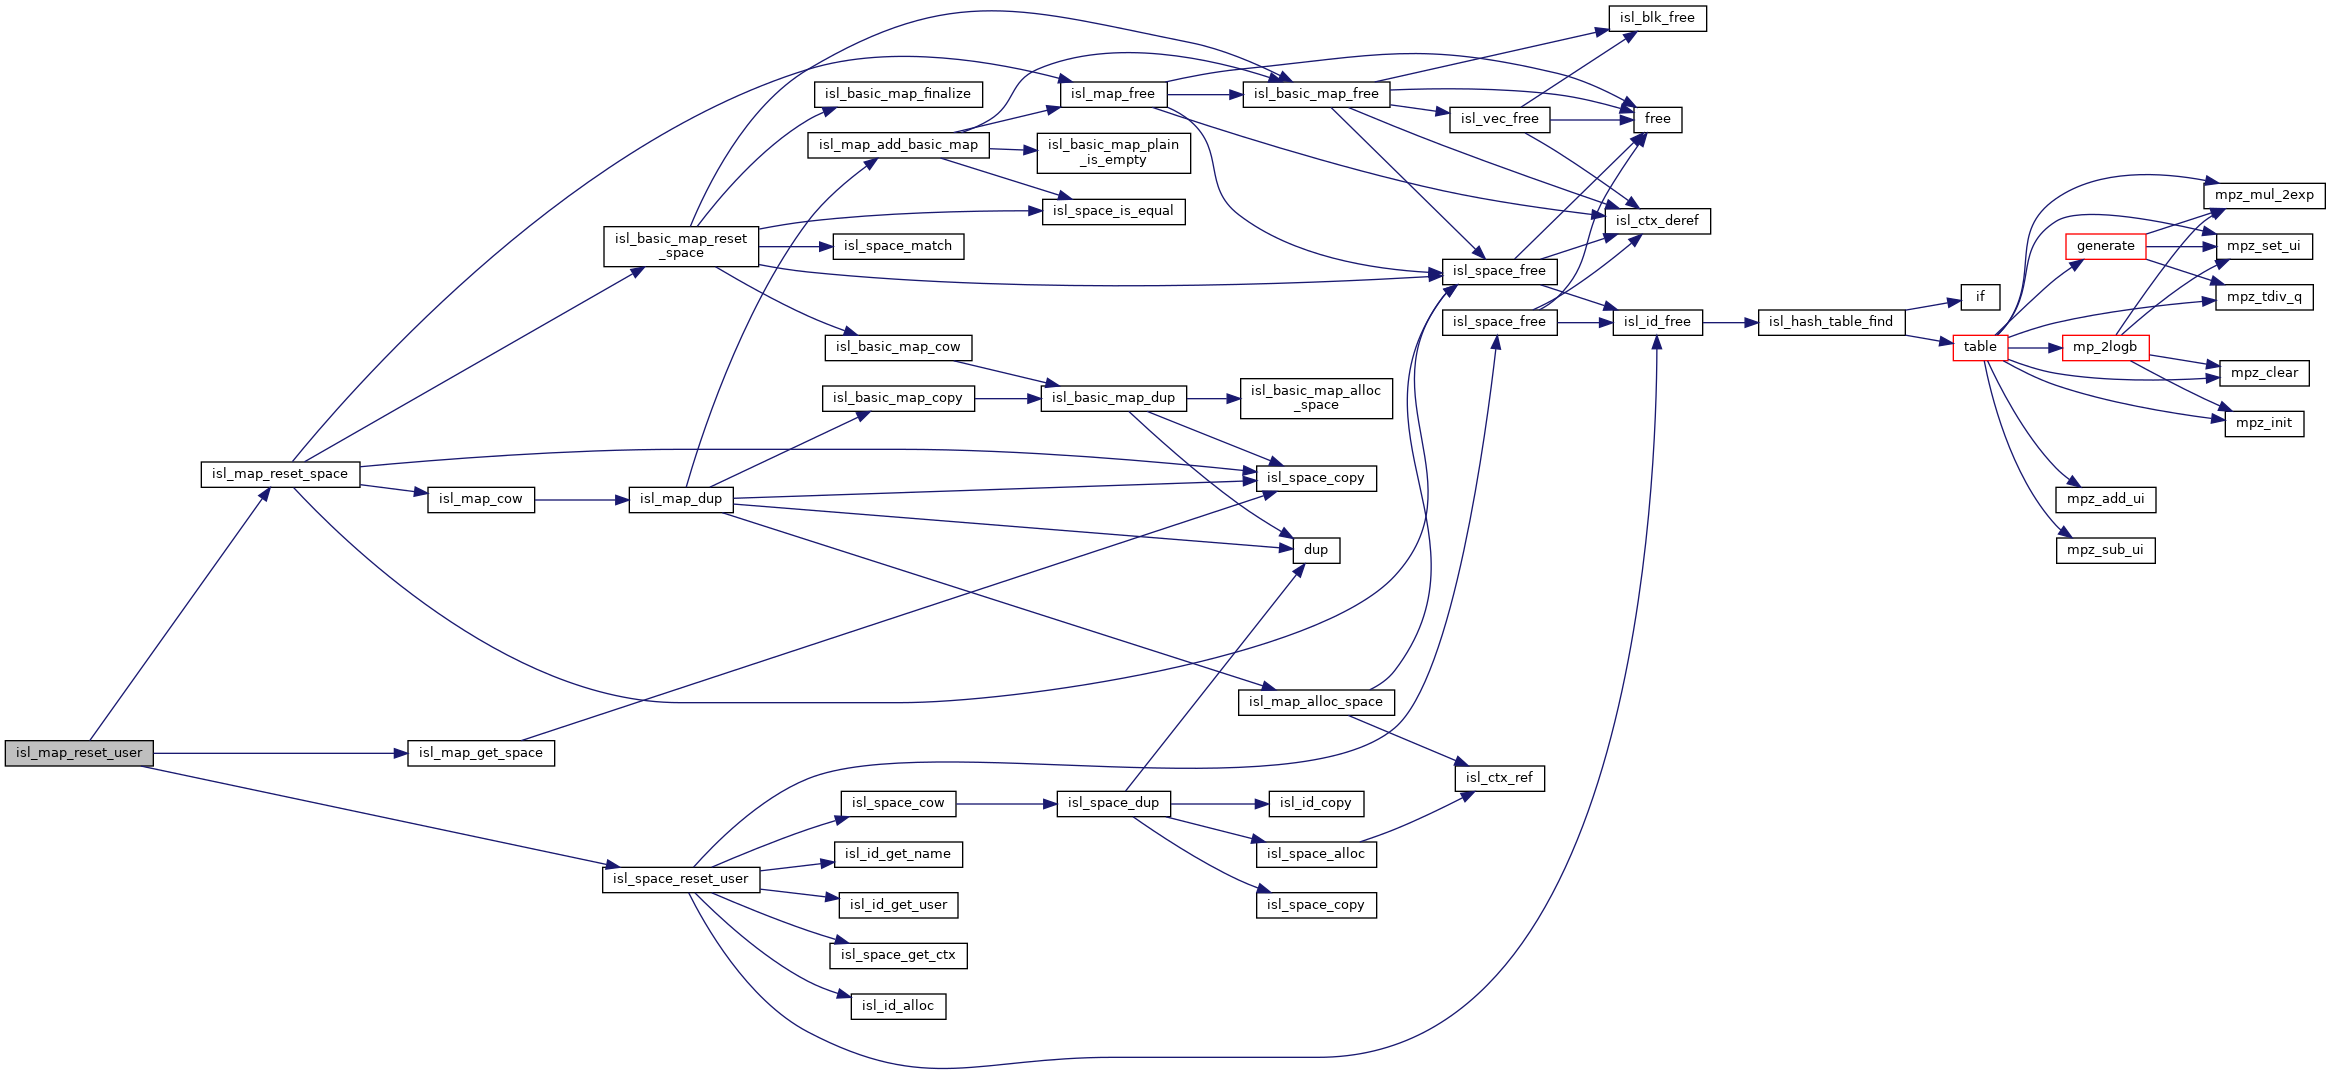 isl_map_reset_user
isl_map_reset_space
isl_map_get_space
isl_map_cow
isl_basic_map_reset
_space
isl_map_dup
isl_space_reset_user
isl_basic_map_finalize
isl_map_add_basic_map
isl_space_match
isl_basic_map_cow
isl_basic_map_copy
isl_space_cow
isl_id_get_name
isl_id_get_user
isl_space_get_ctx
isl_id_alloc
isl_map_free
isl_basic_map_plain
_is_empty
isl_space_is_equal
isl_basic_map_dup
isl_space_dup
isl_basic_map_free
isl_basic_map_alloc
_space
isl_space_copy
dup
isl_map_alloc_space
isl_id_copy
isl_space_alloc
isl_space_copy
isl_vec_free
isl_space_free
isl_space_free
isl_ctx_ref
isl_blk_free
free
isl_ctx_deref
isl_id_free
isl_hash_table_find
if
table
generate
mp_2logb
mpz_add_ui
mpz_sub_ui
mpz_mul_2exp
mpz_set_ui
mpz_tdiv_q
mpz_clear
mpz_init